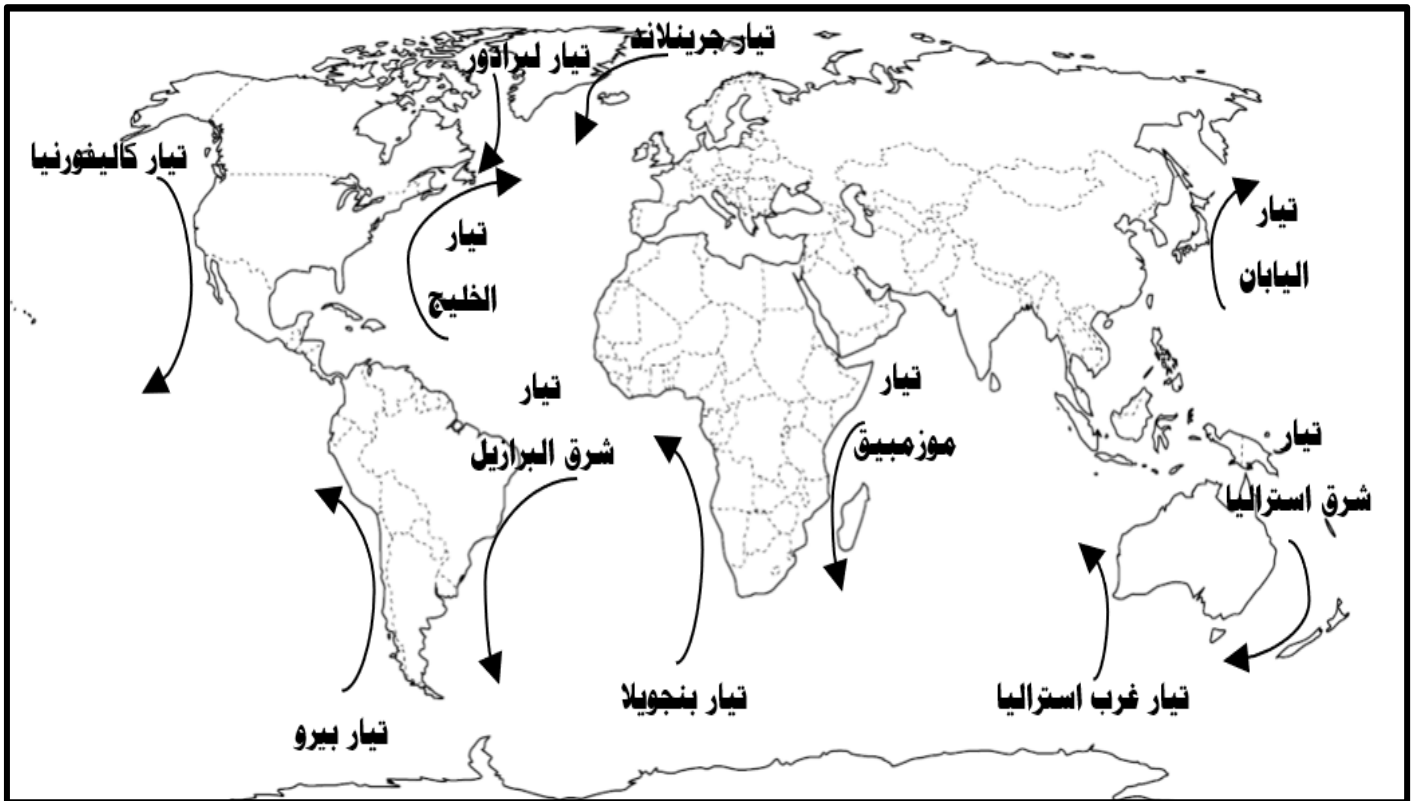 تيار جرينلاند
تيار لبرادور
تيار كاليفورنيا
تيار
الخليج
تيار
اليابان
تيار
شرق البرازيل
تيار
موزمبيق
تيار
شرق استراليا
تيار غرب استراليا
تيار بنجويلا
تيار بيرو